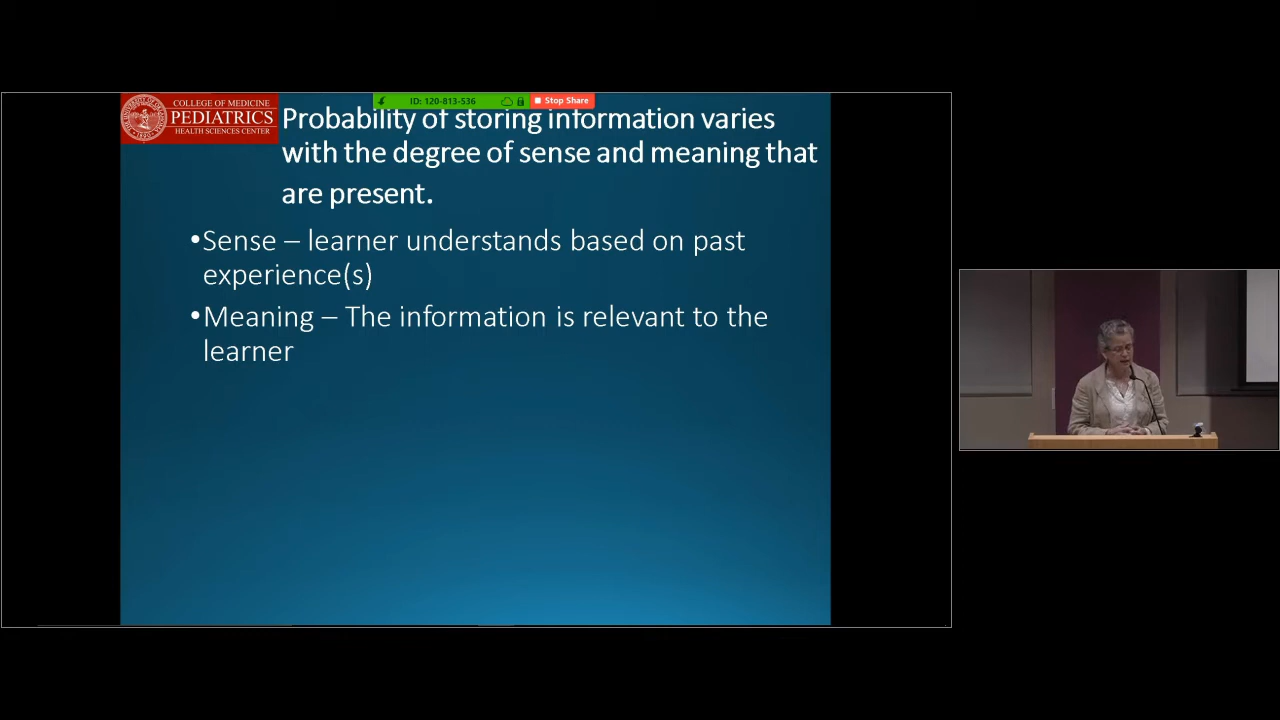 COLLEGE OF MEDICINE
PEDIATRICS
HEALTH SCIENCES CENTER
ID: 120-813-536
Stop Share
Probability of storing information varies
with the degree of sense and meaning that
are present.
•Sense – learner understands based on past
experience(s)
•Meaning – The information is relevant to the
learner